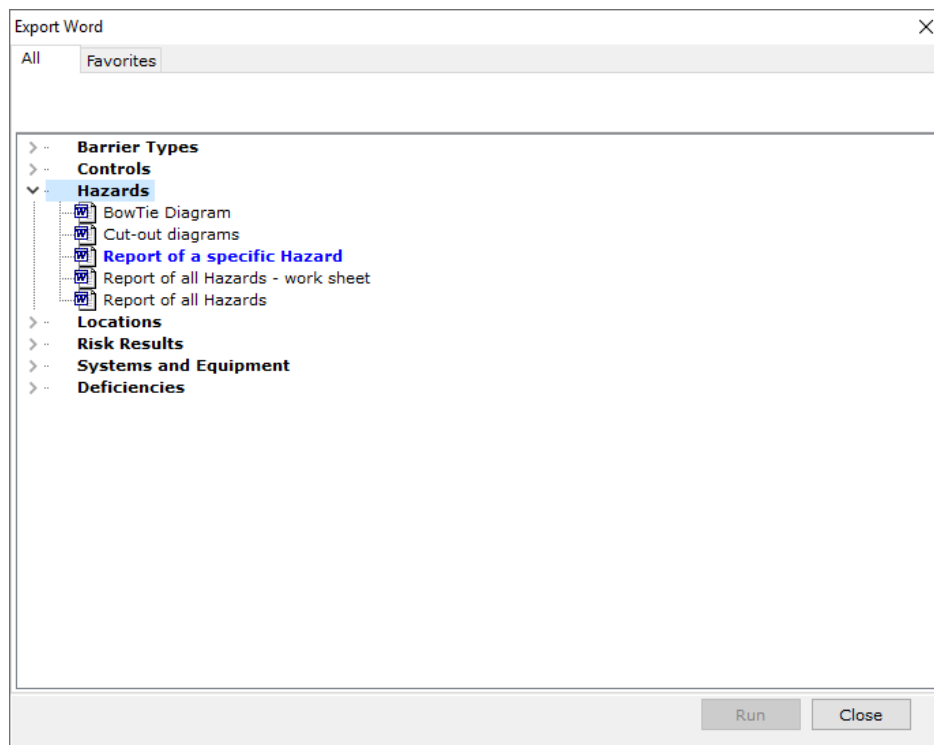 Export Word
All Favorites
Barrier Types
Controls
Hazards
BowTie Diagram
Cut-out diagrams
Report of a specific Hazard
Report of all Hazards - work sheet
Report of all Hazards
Locations
Risk Results
Systems and Equipment
Deficiencies
Run Close